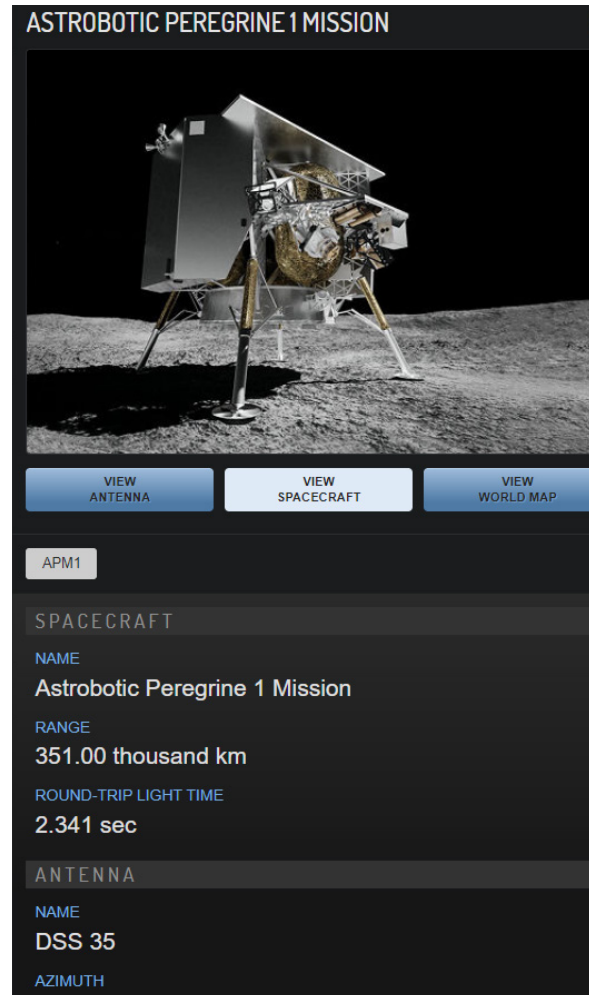 ASTROBOTIC PEREGRINE 1 MISSION
VIEW
ANTENNA
VIEW
SPACECRAFT
VIEW
WORLD MAP
APM1
SPACECRAFT
NAME
Astrobotic Peregrine 1 Mission
RANGE
351.00 thousand km
ROUND-TRIP LIGHT TIME
2.341 sec
ANTENNA
NAME
DSS 35
AZIMUTH